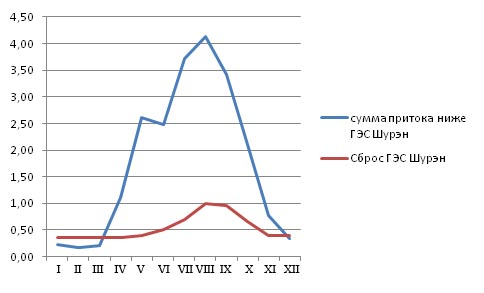 4,50
4,00
3,50
3,00
2,50
2,00
1,50
1,00
0,50
0,00
I II III IV V VI VII VIII IX X XI XII
сумма притока ниже
ГЭС Шурэн
Сброс ГЭС Шурэн